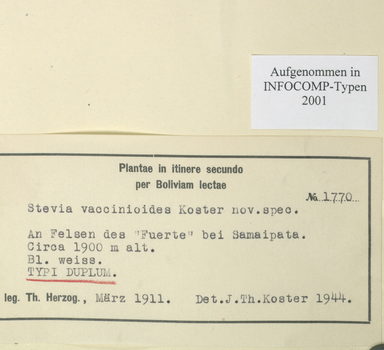 Aufgenommen in
INFOCOMP-Typen
2001
Plantae in itinere secundo
per Boliviam lectae
№ 1770.
Stevia vaccinioides Koster nov.spec.
An Felsen des "Fuerte" bei Samaipata.
Circa 1900 m alt.
Bl. weiss.
TYPI DUPLUM.
leg. Th. Herzog., März 1911. Det.J.Th.Koster 1944.